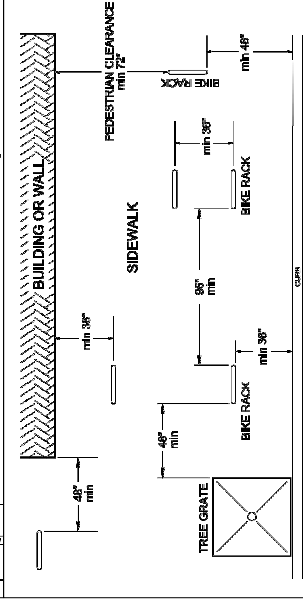 PEDESTRIAN CLEARANCE
min 72"
BIKE RACK
min 48"
BUILDING OR WALL
SIDEWALK
min 36"
BIKE RACK
96"
min
CURB
min 36"
min 36"
BIKE RACK
48"
min
48"
min
TREE GRATE